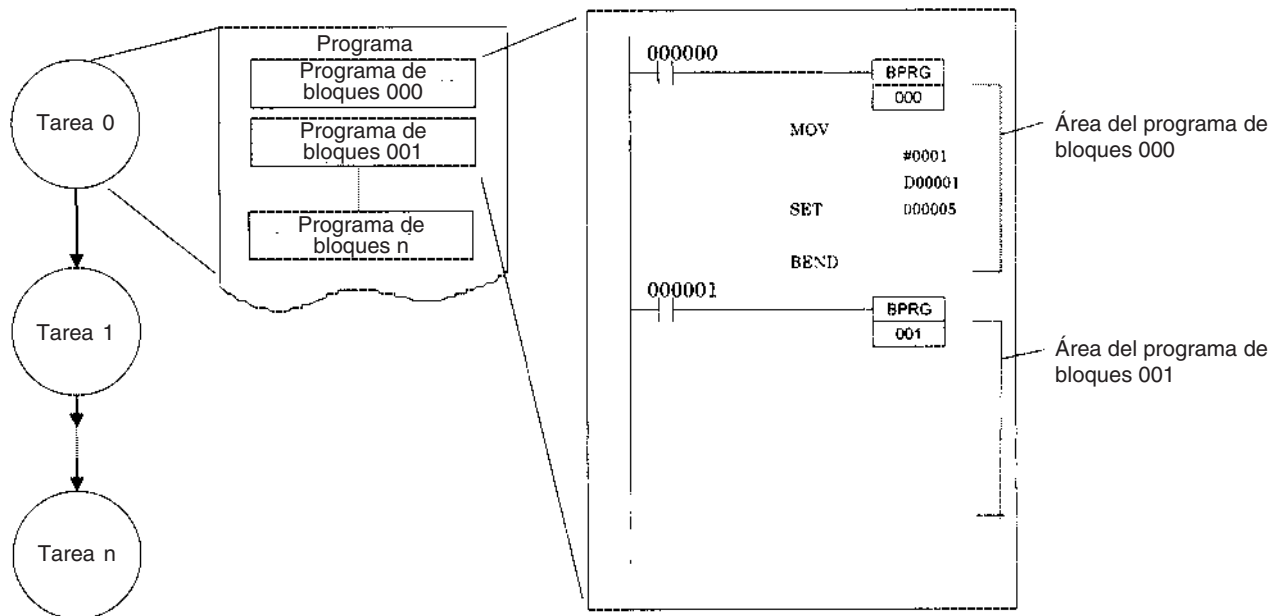 Tarea 0
Tarea 1
Tarea n
Programa
Programa de
bloques 000
Programa de
bloques 001
Programa de
bloques n
000000
BPRG
000
MOV
#0001
D00001
SET
000005
BEND
000001
BPRG
001
Área del programa de
bloques 000
Área del programa de
bloques 001